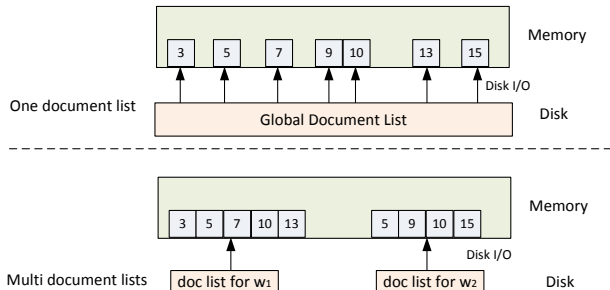 3 5 7 9 10 13 15
Memory
Disk I/O
One document list
Global Document List
Disk
Memory
3 5 7 10 13
5 9 10 15
Disk I/O
Multi document lists
doc list for w1
doc list for w2
Disk